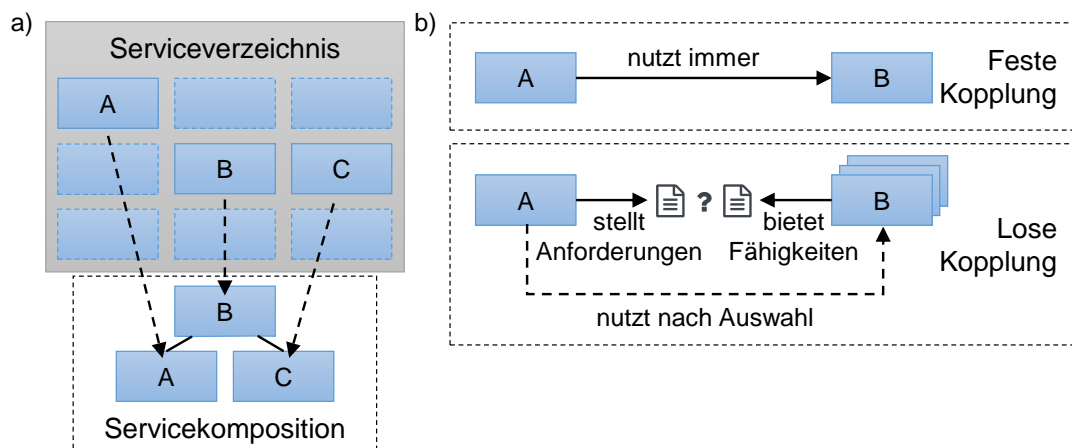 a)
Serviceverzeichnis
A
B
C
B
A
C
Servicekomposition
b)
A
nutzt immer
B
Feste
Kopplung
A
stellt
Anforderungen
?
bietet
Fähigkeiten
B
nutzt nach Auswahl
Lose
Kopplung